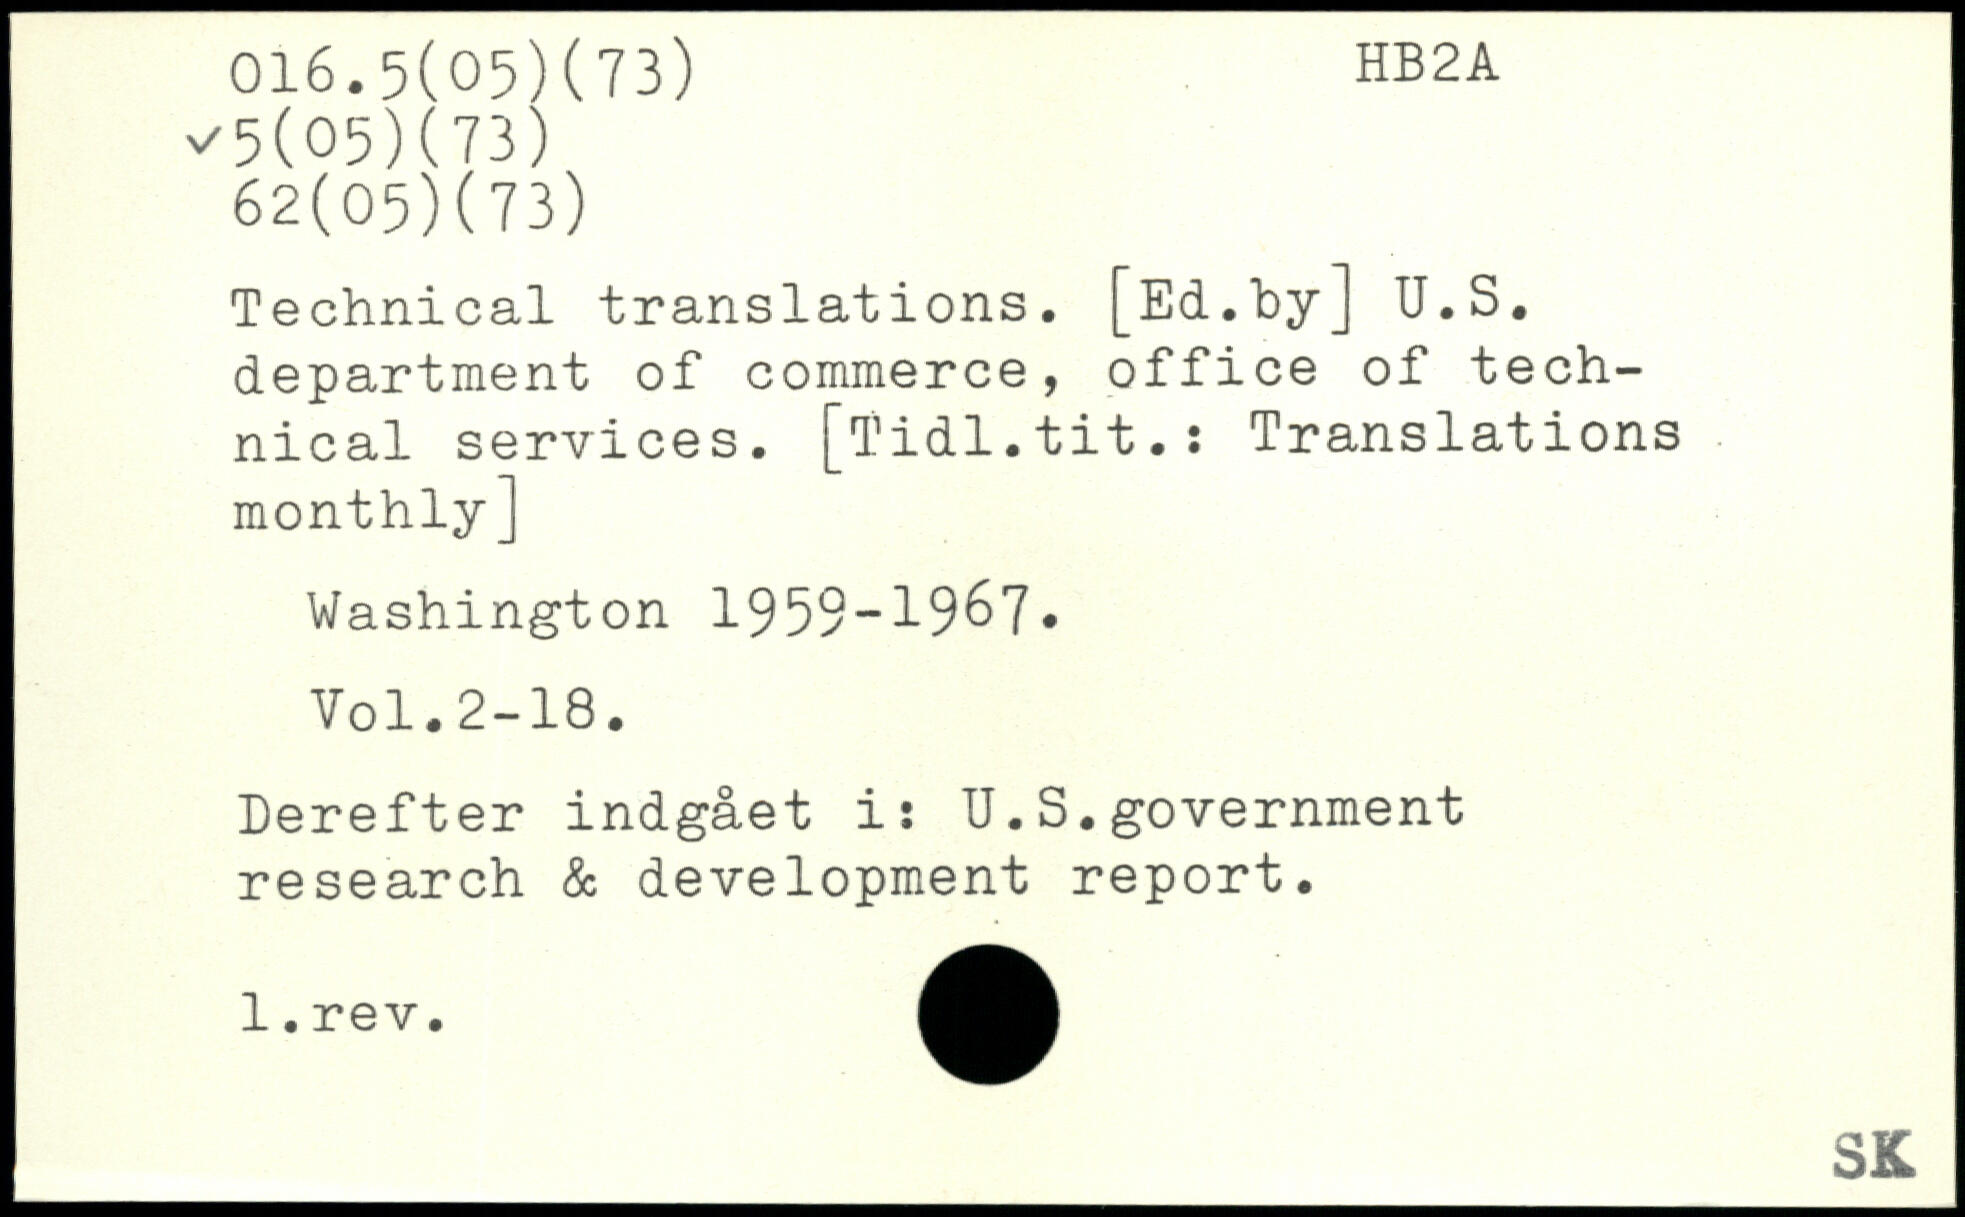 016.5(05)(73)
HB2A
✓5(05)(73)
62(05)(73)
Technical translations. [Ed.by] U.S.
department of commerce, office of tech-
nical services. [Tidl.tit.: Translations
monthly]
Washington 1959-1967.
Vol.2-18.
Derefter indgået i: U.S.government
research & development report.
1.rev.
SK